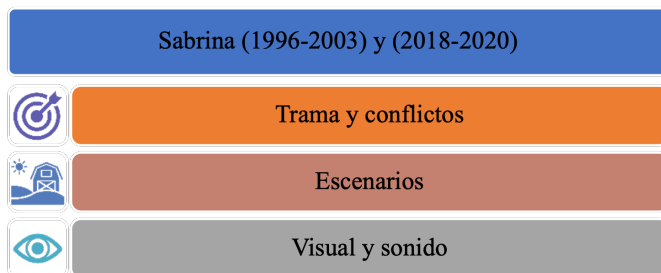 Sabrina (1996-2003) y (2018-2020)
Trama y conflictos
Escenarios
Visual y sonido